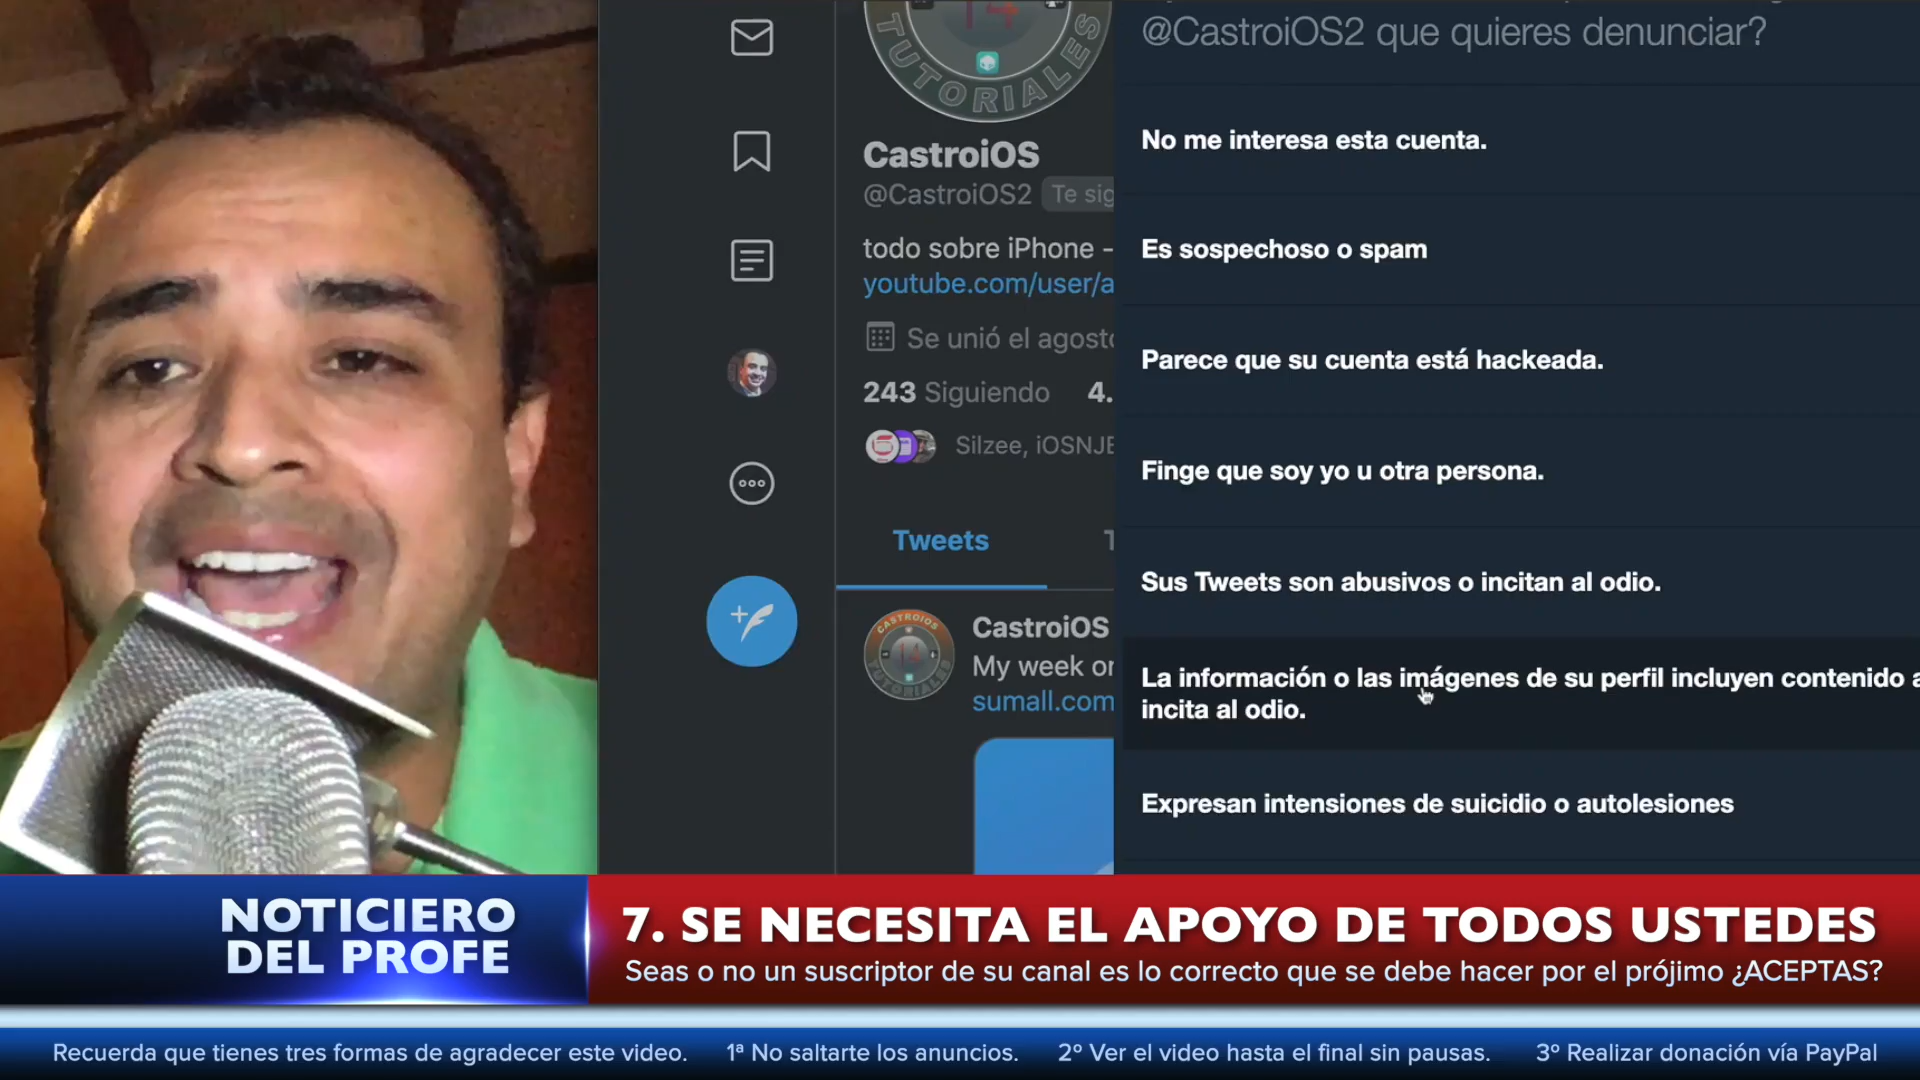 14
TUTORIALES
CastroiOS
@CastroiOS2 Te sig
todo sobre iPhone -
youtube.com/user/a
Se unió el agosto
243 Siguiendo 4.
Silzee, iOSNJE
Tweets
CASTROIOS
14
TUTORIALES
CastroiOS
My week on
sumall.com
@CastroiOS2 que quieres denunciar?
No me interesa esta cuenta.
Es sospechoso o spam
Parece que su cuenta está hackeada.
Finge que soy yo u otra persona.
Sus Tweets son abusivos o incitan al odio.
La información o las imágenes de su perfil incluyen contenido a
incita al odio.
Expresan intensiones de suicidio o autolesiones
NOTICIERO
DEL PROFE
7. SE NECESITA EL APOYO DE TODOS USTEDES
Seas o no un suscriptor de su canal es lo correcto que se debe hacer por el prójimo ¿ACEPTAS?
Recuerda que tienes tres formas de agradecer este video. 1ª No saltarte los anuncios. 2º Ver el video hasta el final sin pausas. 3º Realizar donación vía PayPal